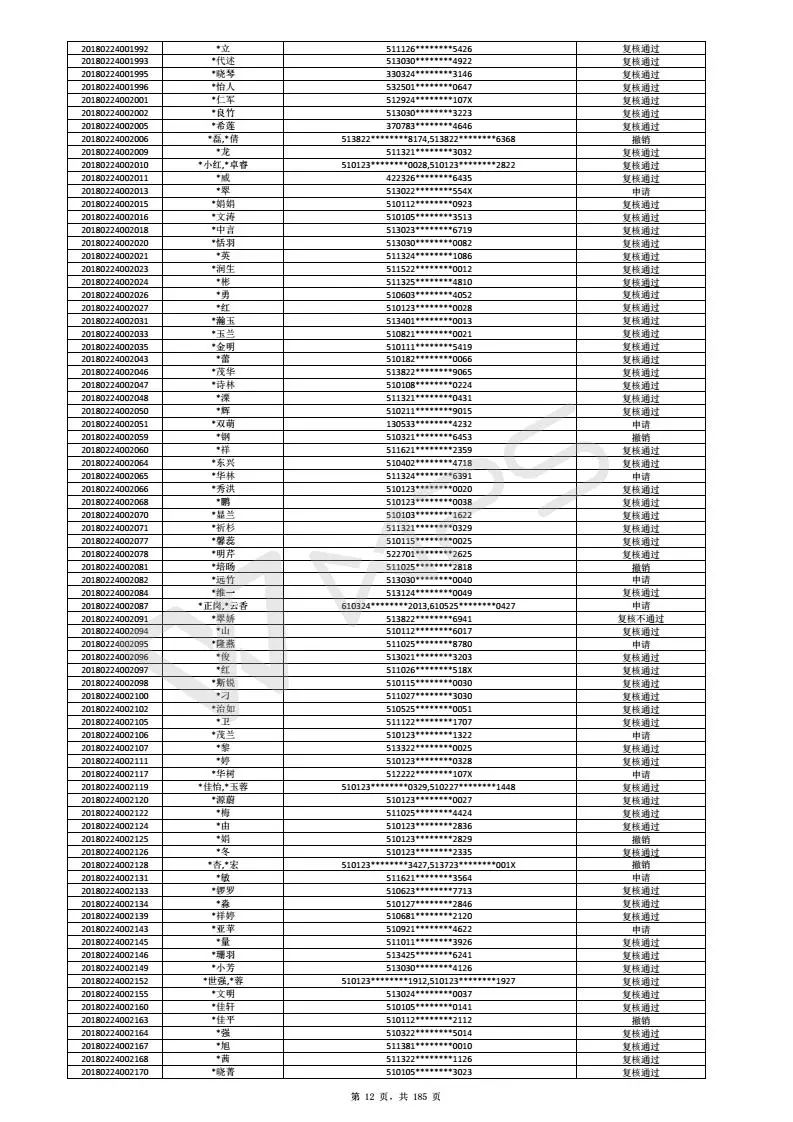 20180224001992 *立 511126********5426 复核通过
20180224001993 *代述 513030********4922 复核通过
20180224001995 *晓琴 330324********3146 复核通过
20180224001996 *怡人 532501********0647 复核通过
20180224002001 *仁军 512924********107X 复核通过
20180224002002 *良竹 513030********3223 复核通过
20180224002005 *希莲 370783********4646 复核通过
20180224002006 *磊,*倩 513822********8174,513822********6368 撤销
20180224002009 *龙 511321********3032 复核通过
20180224002010 *小红,*卓睿 510123********0028,510123********2822 复核通过
20180224002011 *威 422326********6435 复核通过
20180224002013 *翠 513022********554X 申请
20180224002015 *娟娟 510112********0923 复核通过
20180224002016 *文涛 510105********3513 复核通过
20180224002018 *中言 513023********6719 复核通过
20180224002020 *恬羽 513030********0082 复核通过
20180224002021 *英 511324********1086 复核通过
20180224002023 *润生 511522********0012 复核通过
20180224002024 *彬 511325********4810 复核通过
20180224002026 *勇 510603********4052 复核通过
20180224002027 *红 510123********0028 复核通过
20180224002031 *瀚玉 513401********0013 复核通过
20180224002033 *玉兰 510821********0021 复核通过
20180224002035 *金明 510111********5419 复核通过
20180224002043 *蕾 510182********0066 复核通过
20180224002046 *茂华 513822********9065 复核通过
20180224002047 *诗林 510108********0224 复核通过
20180224002048 *滦 511321********0431 复核通过
20180224002050 *辉 510211********9015 复核通过
20180224002051 *双萌 130533********4232 申请
20180224002059 *钢 510321********6453 撤销
20180224002060 *祥 511621********2359 复核通过
20180224002064 *东兴 510402********4718 复核通过
20180224002065 *华林 511324********6391 申请
20180224002066 *秀洪 510123********0020 复核通过
20180224002068 *鹏 510123********0038 复核通过
20180224002070 *显兰 510103********1622 复核通过
20180224002071 *祈杉 511321********0329 复核通过
20180224002077 *馨蕊 510115********0025 复核通过
20180224002078 *明芹 522701********2625 复核通过
20180224002081 *培旸 511025********2818 撤销
20180224002082 *远竹 513030********0040 申请
20180224002084 *维一 513124********0049 复核通过
20180224002087 *正岗,*云香 610324********2013,610525********0427 申请
20180224002091 *翠娇 513822********6941 复核不通过
20180224002094 *山 510112********6017 复核通过
20180224002095 *隆燕 511025********8780 申请
20180224002096 *俊 513021********3203 复核通过
20180224002097 *红 511026********518X 复核通过
20180224002098 *斯锐 510115********0030 复核通过
20180224002100 *刁 511027********3030 复核通过
20180224002102 *治如 510525********0051 复核通过
20180224002105 *卫 511122********1707 复核通过
20180224002106 *茂兰 510123********1322 申请
20180224002107 *黎 513322********0025 复核通过
20180224002111 *婷 510123********0328 复核通过
20180224002117 *华树 512222********107X 申请
20180224002119 *佳怡,*玉蓉 510123********0329,510227********1448 复核通过
20180224002120 *源蔚 510123********0027 复核通过
20180224002122 *梅 511025********4424 复核通过
20180224002124 *由 510123********2836 复核通过
20180224002125 *娟 510123********2829 撤销
20180224002126 *冬 510123********2335 复核通过
20180224002128 *杏,*宏 510123********3427,513723********001X 撤销
20180224002131 *敏 511621********3564 申请
20180224002133 *锣罗 510623********7713 复核通过
20180224002134 *淼 510127********2846 复核通过
20180224002139 *祥婷 510681********2120 复核通过
20180224002143 *亚苹 510921********4622 申请
20180224002145 *量 511011********3926 复核通过
20180224002146 *珊羽 513425********6241 复核通过
20180224002149 *小芳 513030********4126 复核通过
20180224002152 *世强,*蓉 510123********1912,510123********1927 复核通过
20180224002155 *文明 513024********0037 复核通过
20180224002160 *佳轩 510105********0141 复核通过
20180224002163 *佳平 510112********2112 撤销
20180224002164 *强 510322********5014 复核通过
20180224002167 *旭 511381********0010 复核通过
20180224002168 *茜 511322********1126 复核通过
20180224002170 *晓菁 510105********3023 复核通过
第 12 页，共 185 页